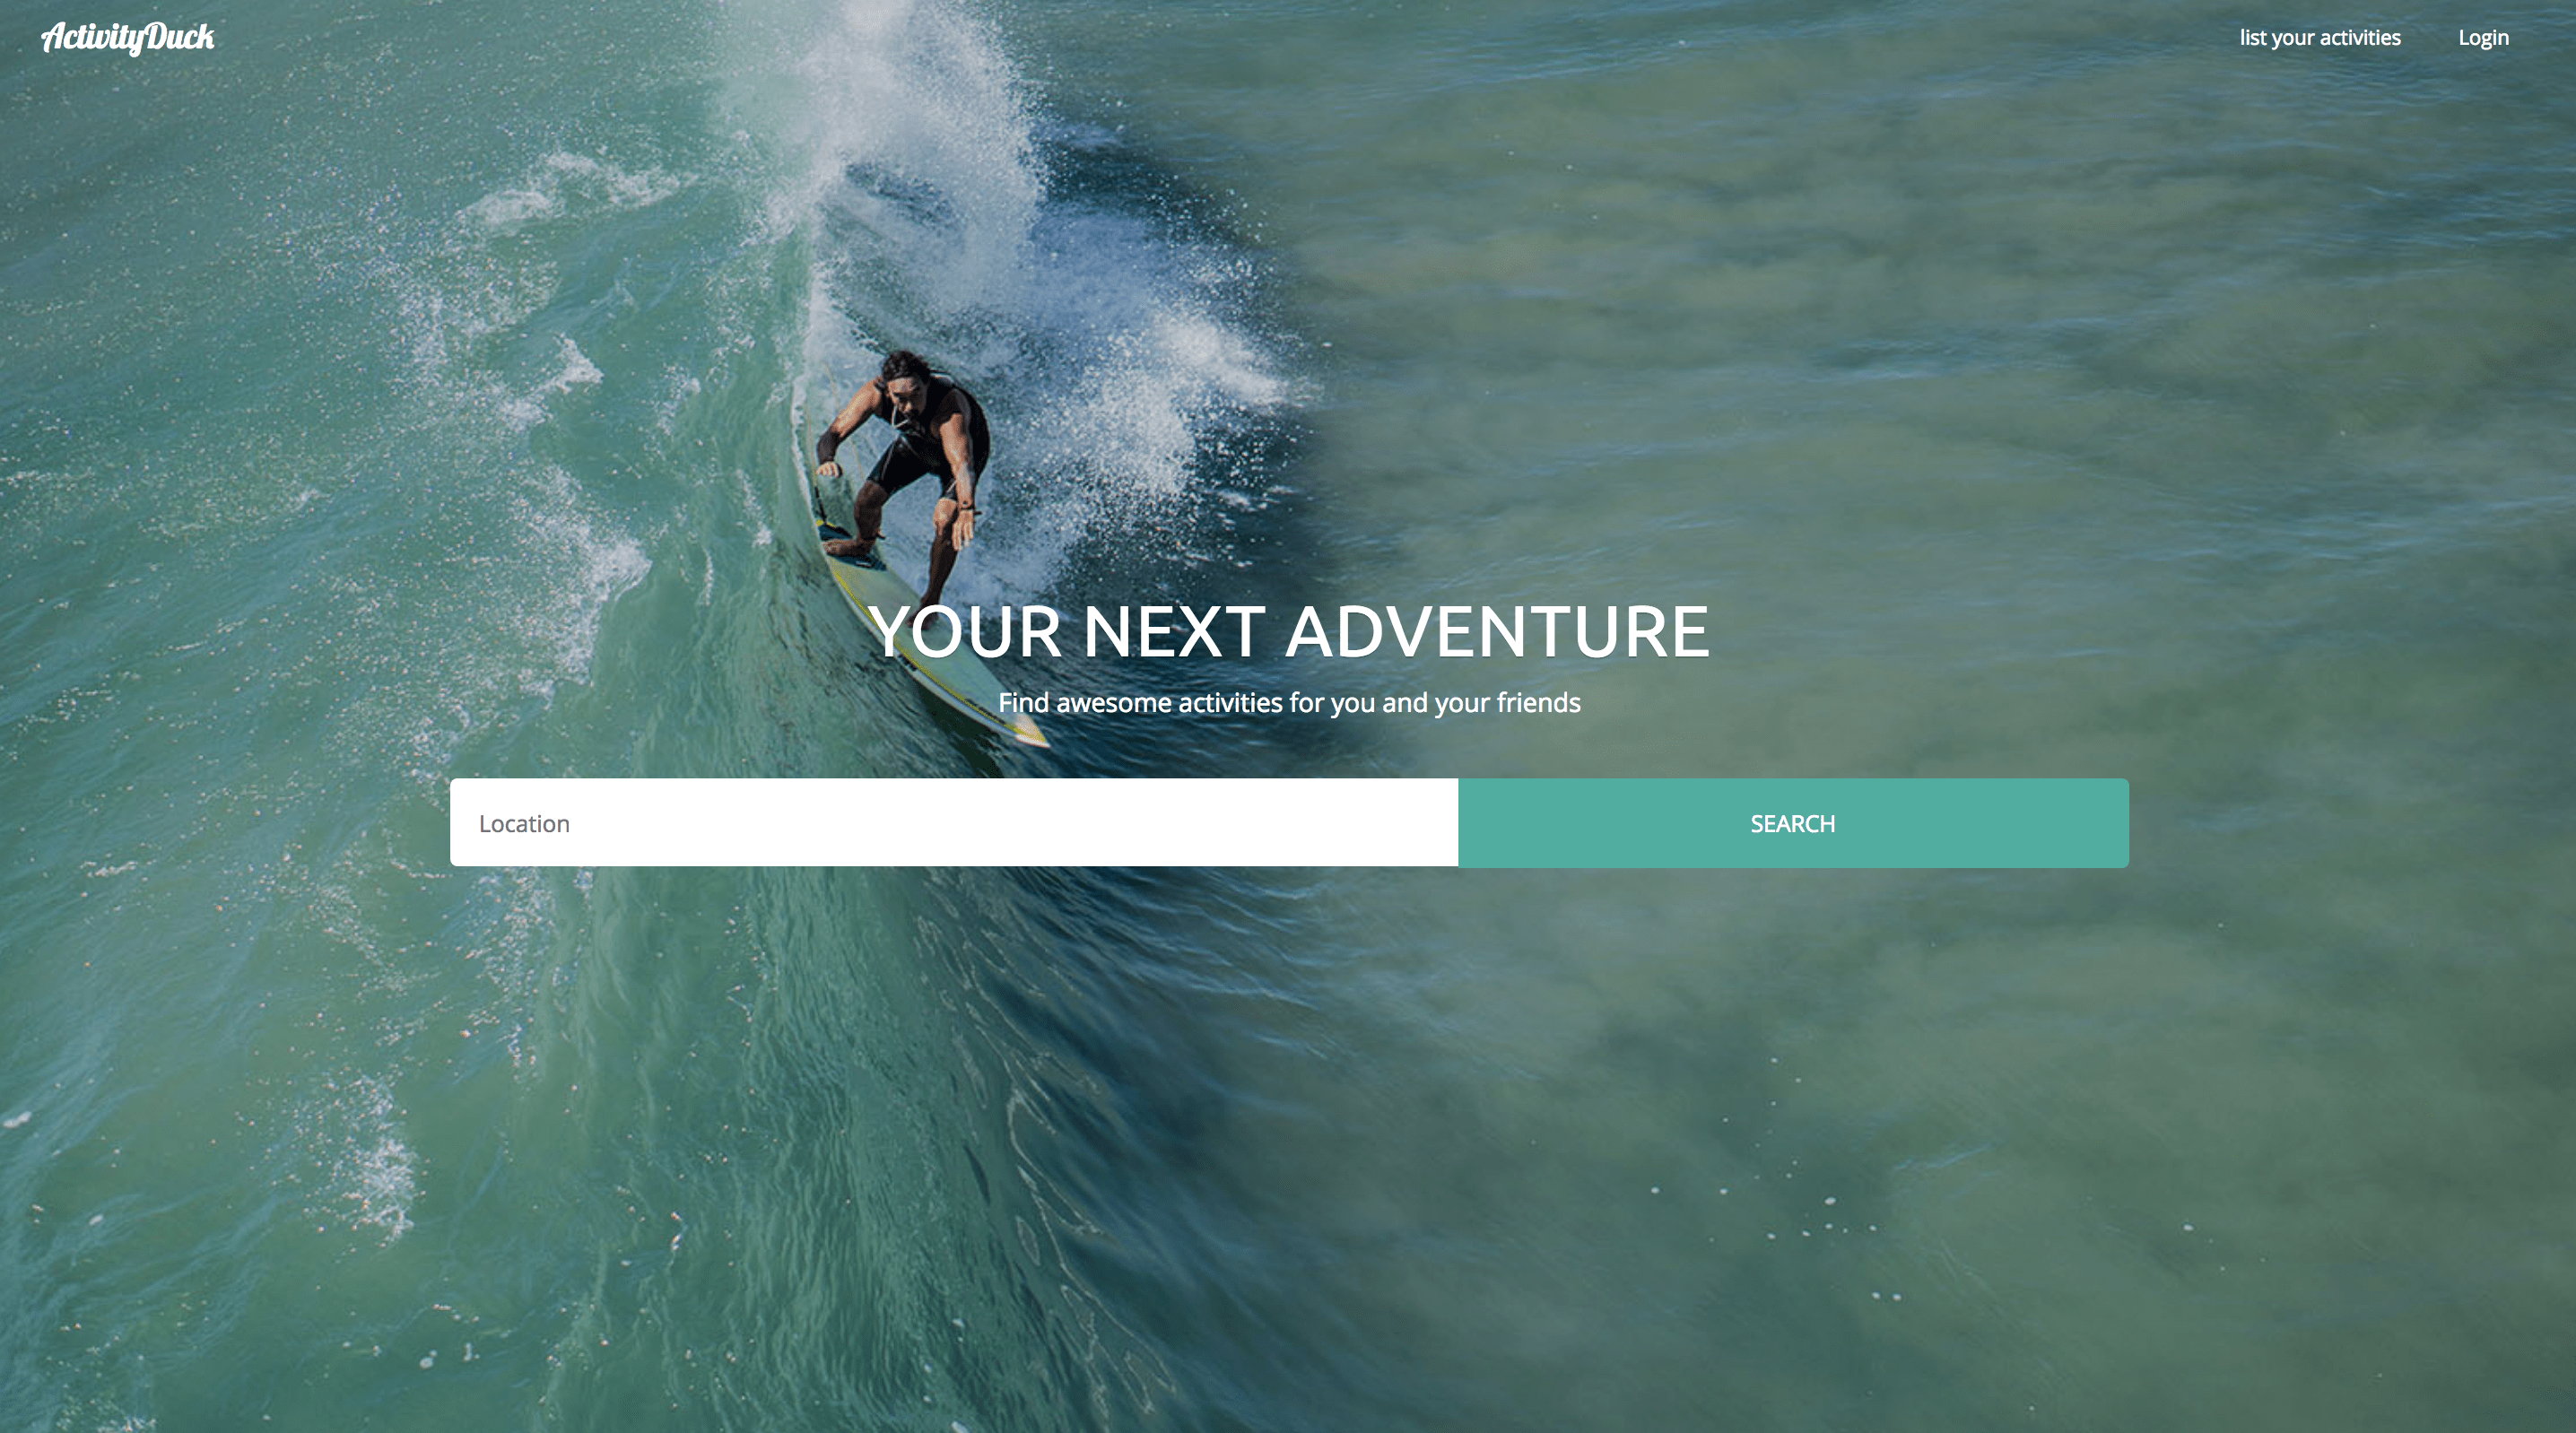 ActivityDuck
list your activities
Login
YOUR NEXT ADVENTURE
Find awesome activities for you and your friends
Location
SEARCH